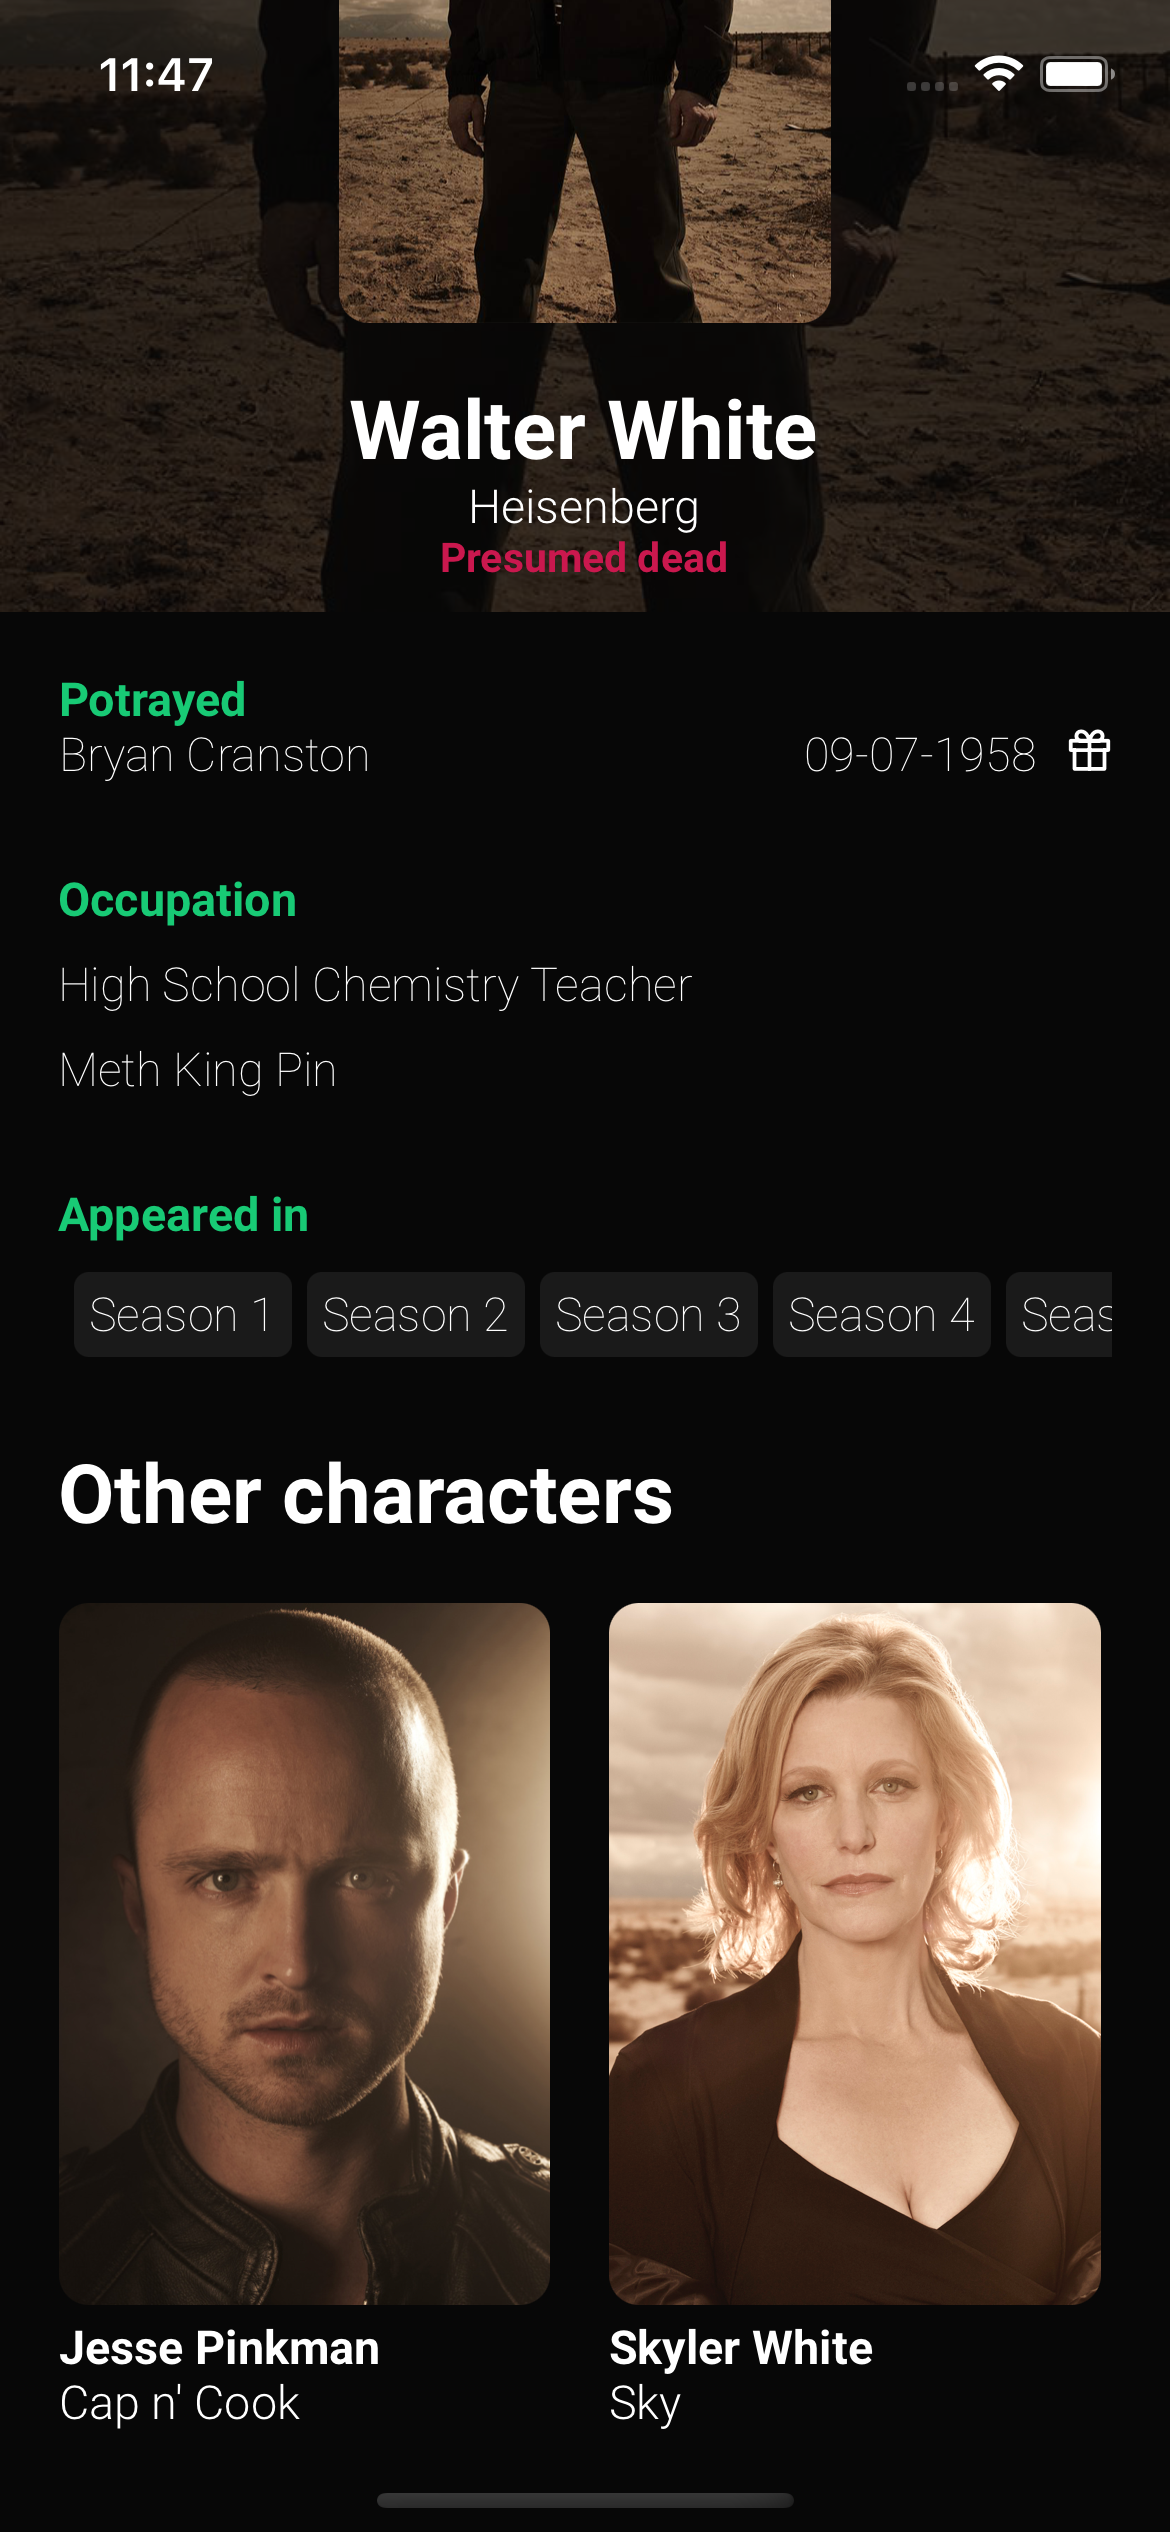 11:47
Walter White
Heisenberg
Presumed dead
Potrayed
Bryan Cranston
09-07-1958
Occupation
High School Chemistry Teacher
Meth King Pin
Appeared in
Season 1 Season 2 Season 3 Season 4 Seas
Other characters
Jesse Pinkman
Cap n' Cook
Skyler White
Sky